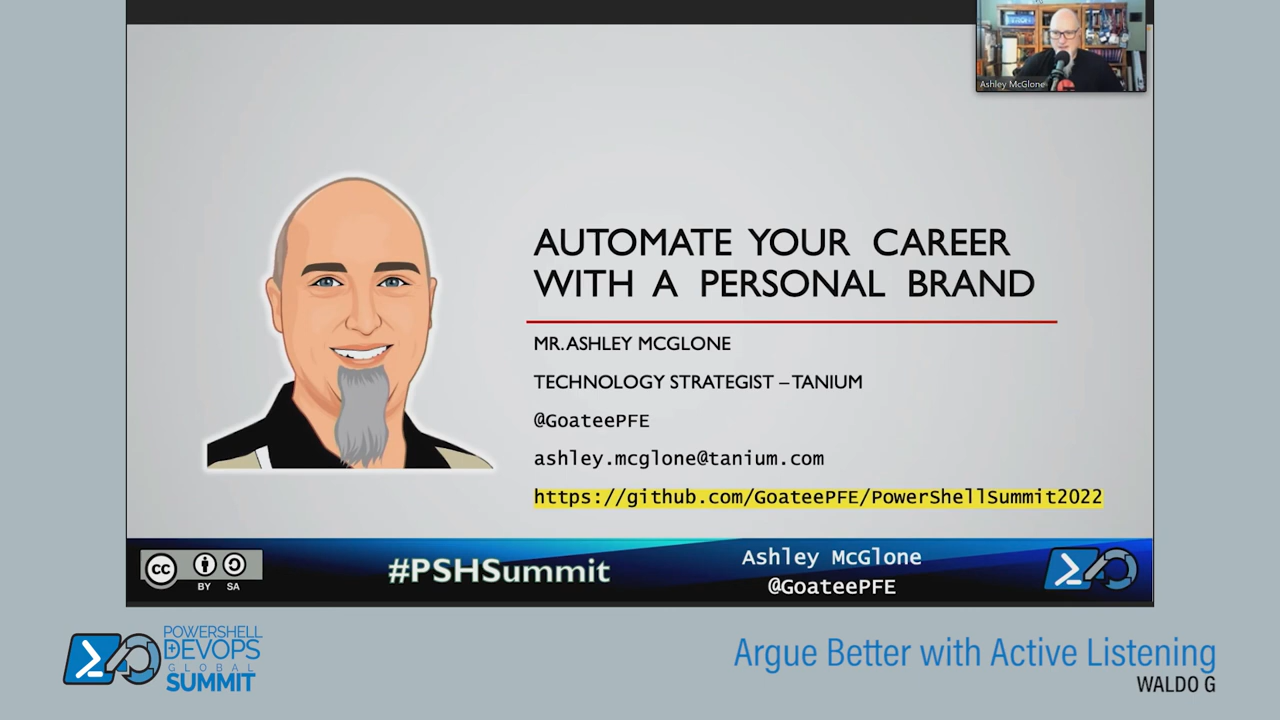 Ashley McGlone
AUTOMATE YOUR CAREER
WITH A PERSONAL BRAND
MR. ASHLEY MCGLONE
TECHNOLOGY STRATEGIST – TANIUM
@GoateePFE
ashley.mcglone@tanium.com
https://github.com/GoateePFE/PowerShellSummit2022
cc
BY SA
#PSHSummit
Ashley McGlone
@GoateePFE
POWERSHELL
DEVOPS
GLOBAL
SUMMIT
Argue Better with Active Listening
WALDO G